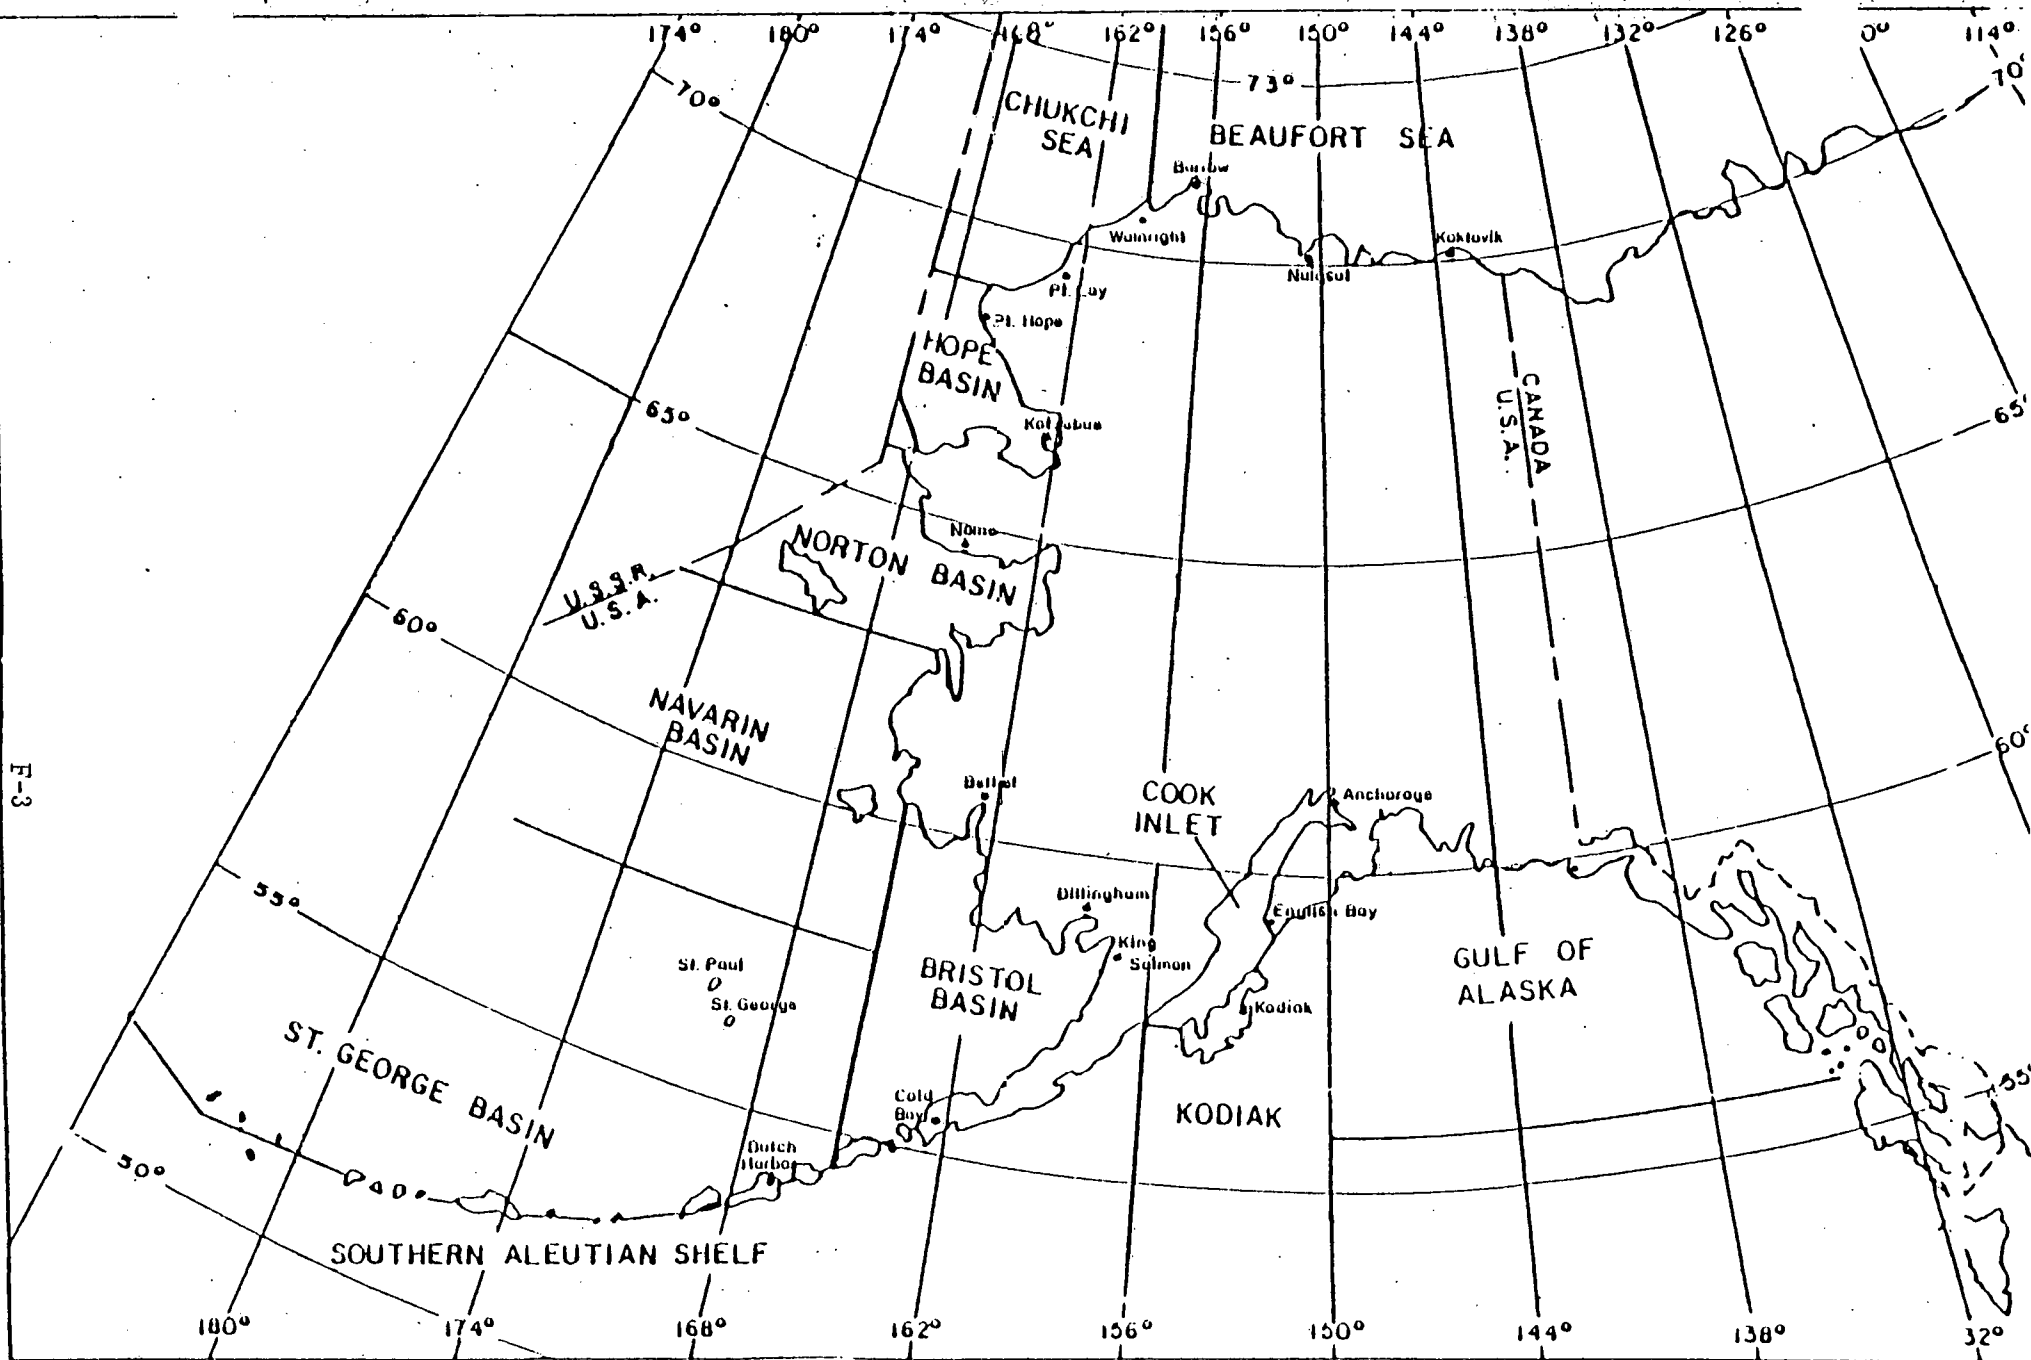 174° 180° 174° 168° 162° 156° 150° 144° 138° 132° 126° 0° 114°
70° 73° 70°
CHUKCHI
SEA
BEAUFORT SEA
Barrow
Wainright
Kaktovik
Pt. Lay
Pt. Hope
HOPE
BASIN
CANADA
U.S.A.
65° 65°
Nome
NORTON BASIN
U.S.S.R.
U.S.A.
60° 60°
NAVARIN
BASIN
Bethel
COOK
INLET
Anchorage
55°
Dillingham
English Bay
King
Salmon
GULF OF
ALASKA
St. Paul
BRISTOL
BASIN
St. George
Kodiak
ST. GEORGE BASIN
Cold
Bay
KODIAK
55°
Dutch
Harbor
50°
SOUTHERN ALEUTIAN SHELF
180° 174° 168° 162° 156° 150° 144° 138° 32°
F-3